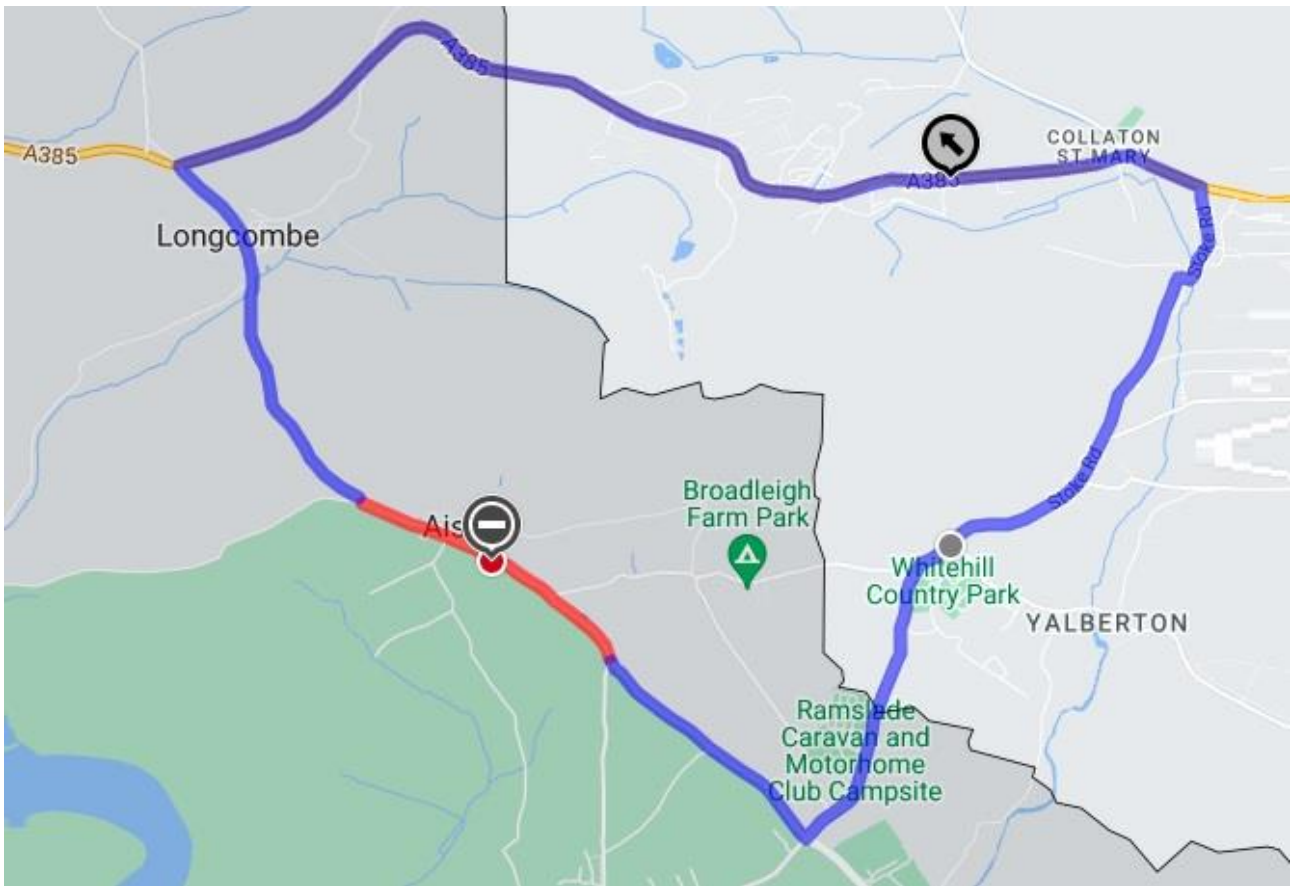 A385
A385
A385
COLLATON
ST. MARY
Longcombe
Stoke Rd
Stoke Rd
Broadleigh
Farm Park
Whitehill
Country Park
YALBERTON
Ramslade
Caravan and
Motorhome
Club Campsite